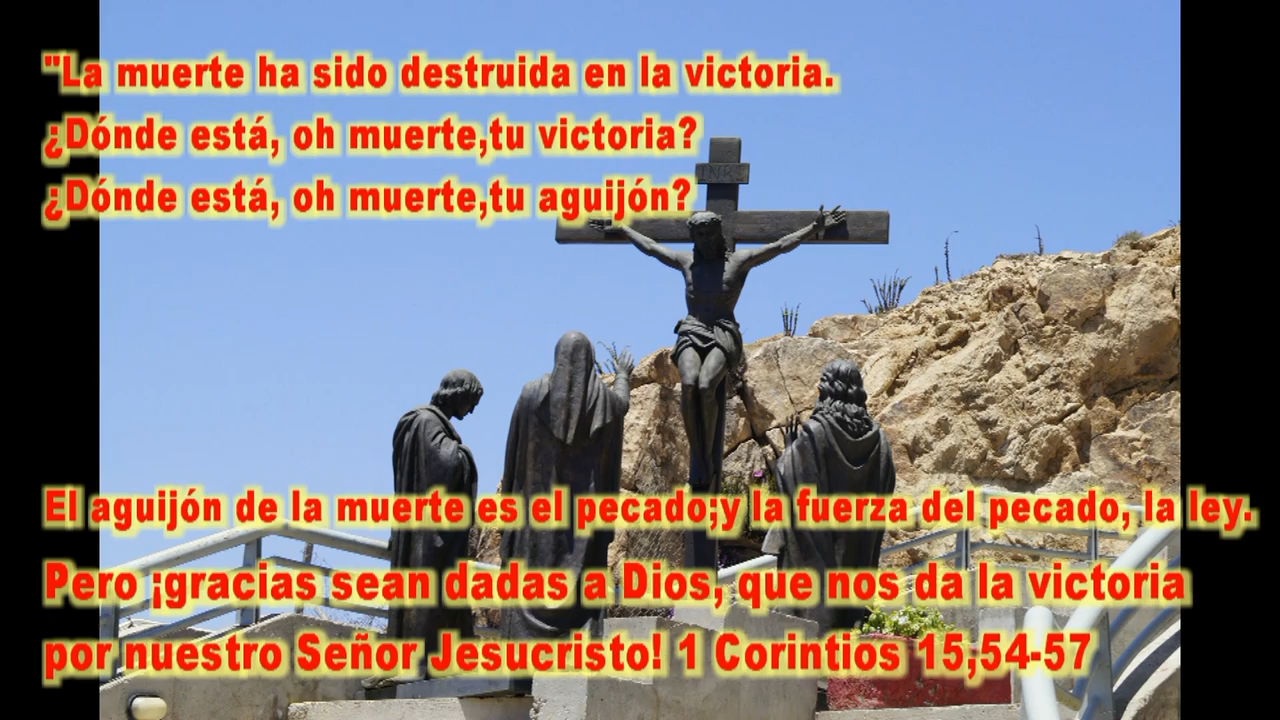 "La muerte ha sido destruida en la victoria.
¿Dónde está, oh muerte,tu victoria?
¿Dónde está, oh muerte,tu aguijón?
INRI
El aguijón de la muerte es el pecado;y la fuerza del pecado, la ley.
Pero ¡gracias sean dadas a Dios, que nos da la victoria
por nuestro Señor Jesucristo! 1 Corintios 15,54-57